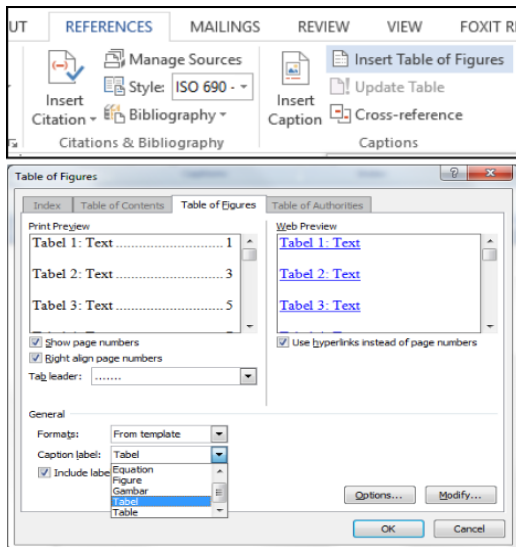 UT REFERENCES MAILINGS REVIEW VIEW FOXIT RE
Insert Citation
Manage Sources
Style: ISO 690 -
Bibliography
Citations & Bibliography
Insert Caption
Insert Table of Figures
Update Table
Cross-reference
Captions
Table of Figures
Index Table of Contents Table of Figures Table of Authorities
Print Preview
Tabel 1: Text ............................ 1
Tabel 2: Text ............................ 3
Tabel 3: Text ............................ 5
Show page numbers
Right align page numbers
Tab leader: .......
Web Preview
Tabel 1: Text
Tabel 2: Text
Tabel 3: Text
Use hyperlinks instead of page numbers
General
Formats: From template
Caption label: Tabel
Include labe
Equation
Figure
Gambar
Tabel
Table
Options... Modify...
OK Cancel